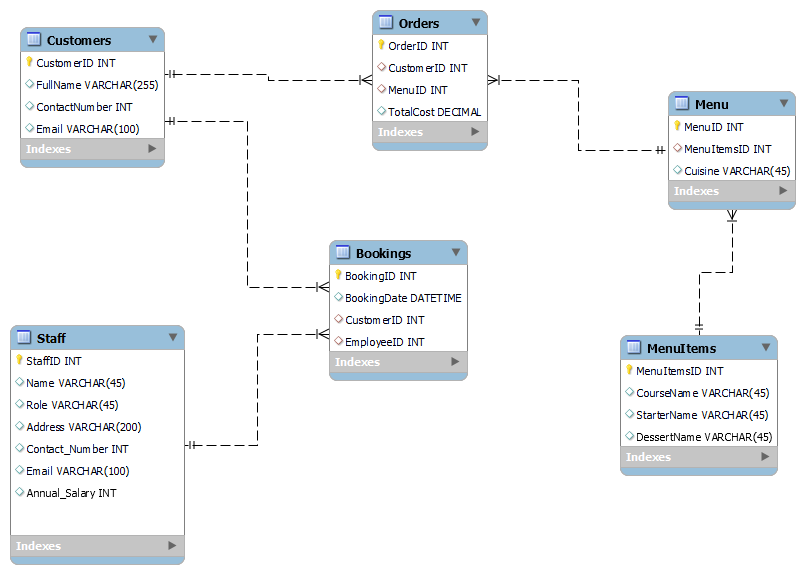 Customers
CustomerID INT
FullName VARCHAR(255)
ContactNumber INT
Email VARCHAR(100)
Indexes
Orders
OrderID INT
CustomerID INT
MenuID INT
TotalCost DECIMAL
Indexes
Menu
MenuID INT
MenuItemsID INT
Cuisine VARCHAR(45)
Indexes
Bookings
BookingID INT
BookingDate DATETIME
CustomerID INT
EmployeeID INT
Indexes
Staff
StaffID INT
Name VARCHAR(45)
Role VARCHAR(45)
Address VARCHAR(200)
Contact_Number INT
Email VARCHAR(100)
Annual_Salary INT
Indexes
MenuItems
MenuItemsID INT
CourseName VARCHAR(45)
StarterName VARCHAR(45)
DessertName VARCHAR(45)
Indexes